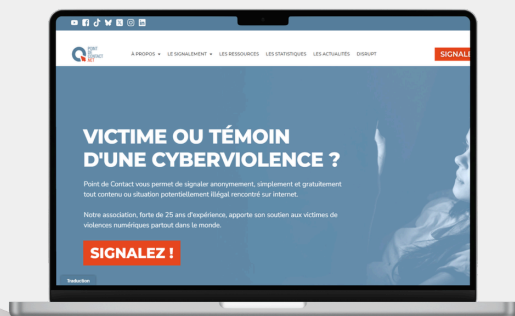 POINT
DE
CONTACT
NET
À PROPOS
LE SIGNALEMENT
LES RESSOURCES
LES STATISTIQUES
LES ACTUALITÉS
DISRUPT
SIGNALE
VICTIME OU TÉMOIN
D'UNE CYBERVIOLENCE ?
Point de Contact vous permet de signaler anonymement, simplement et gratuitement
tout contenu ou situation potentiellement illégal rencontré sur internet.
Notre association, forte de 25 ans d'expérience, apporte son soutien aux victimes de
violences numériques partout dans le monde.
SIGNALEZ !
Traduction